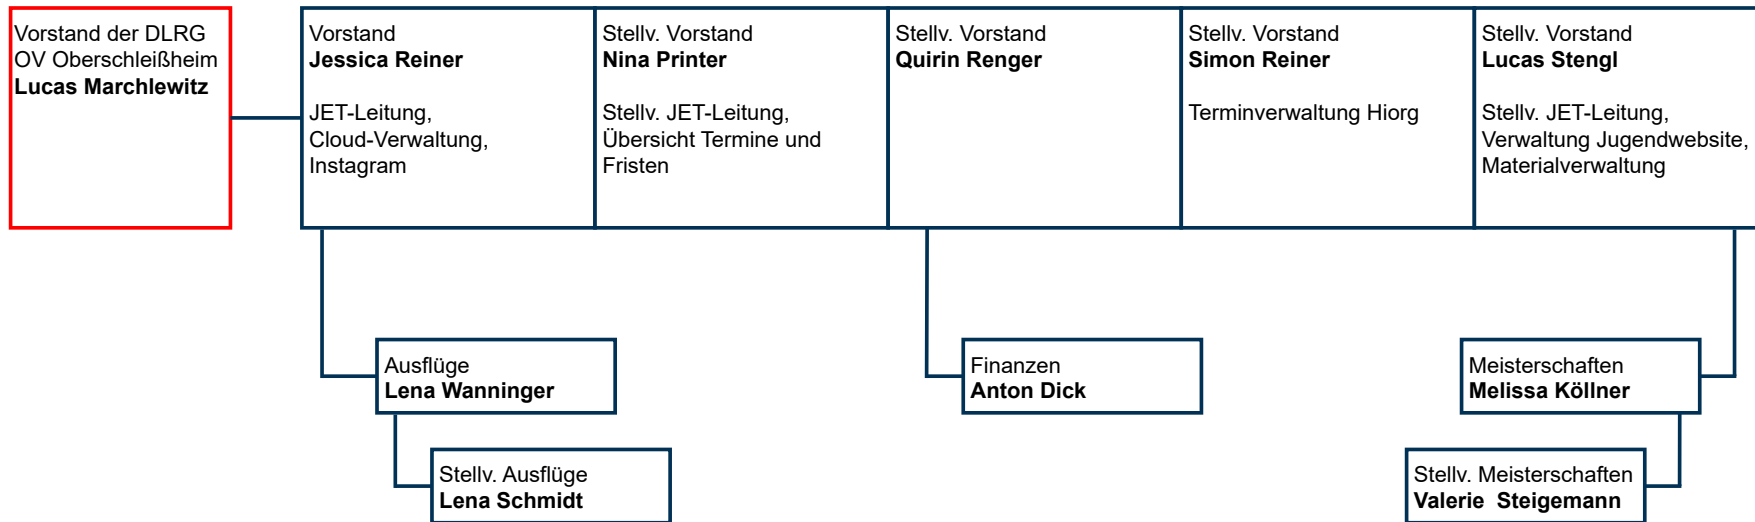 Vorstand der DLRG
OV Oberschleißheim
Lucas Marchlewitz
Vorstand
Jessica Reiner
JET-Leitung,
Cloud-Verwaltung,
Instagram
Stellv. Vorstand
Nina Printer
Stellv. JET-Leitung,
Übersicht Termine und
Fristen
Stellv. Vorstand
Quirin Renger
Stellv. Vorstand
Simon Reiner
Terminverwaltung Hiorg
Stellv. Vorstand
Lucas Stengl
Stellv. JET-Leitung,
Verwaltung Jugendwebsite,
Materialverwaltung
Ausflüge
Lena Wanninger
Finanzen
Anton Dick
Meisterschaften
Melissa Köllner
Stellv. Ausflüge
Lena Schmidt
Stellv. Meisterschaften
Valerie Steigemann